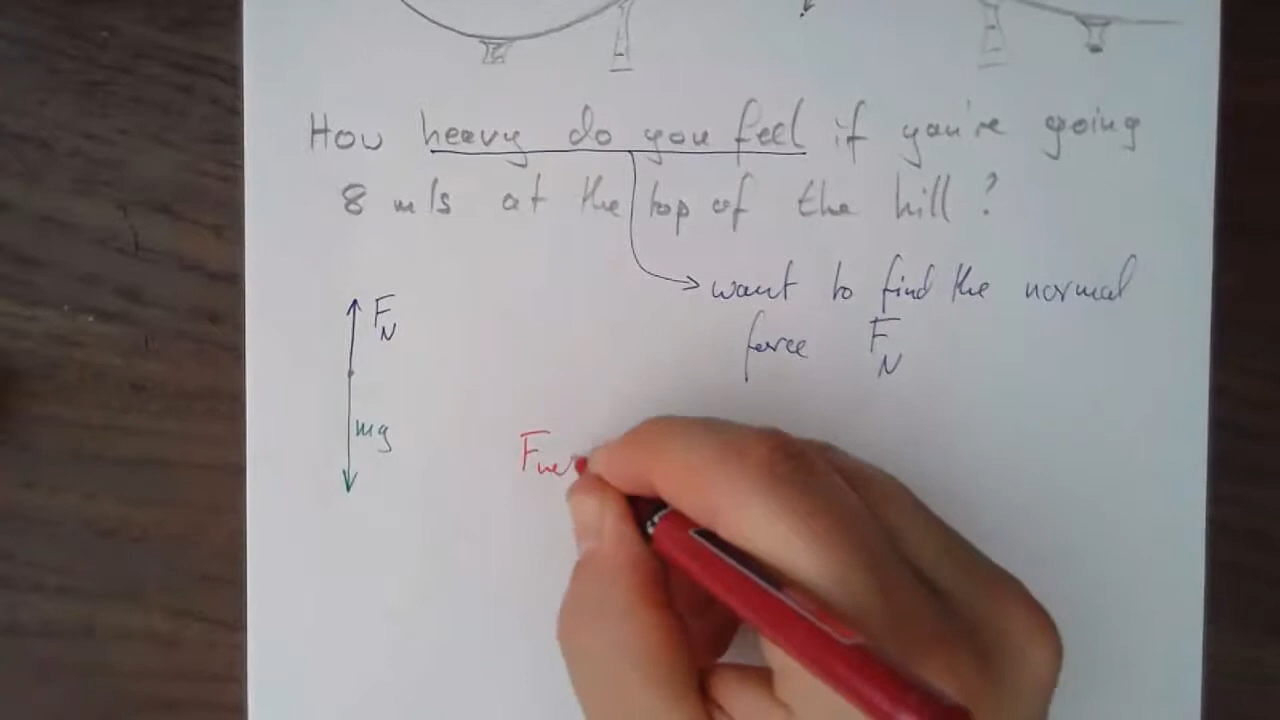 How heavy do you feel if you're going
8 m/s at the top of the hill?
want to find the normal
force F_N
F_N
mg
Fne